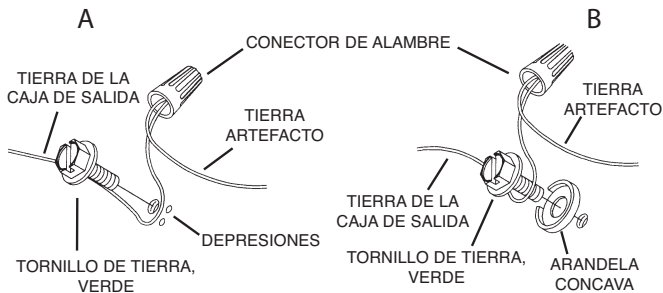 A
B
CONECTOR DE ALAMBRE
TIERRA DE LA
CAJA DE SALIDA
TIERRA
ARTEFACTO
DEPRESIONES
TORNILLO DE TIERRA,
VERDE
TIERRA
ARTEFACTO
TIERRA DE LA
CAJA DE SALIDA
TORNILLO DE TIERRA,
VERDE
ARANDELA
CONCAVA